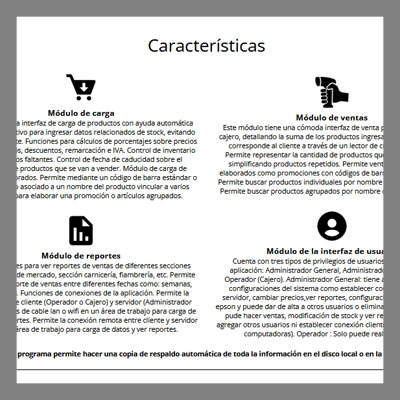 Características
Módulo de carga
a interfaz de carga de productos con ayuda automática
tivo para ingresar datos relacionados de stock, evitando
te. Funciones para cálculos de porcentajes sobre precios
os, descuentos, remarcación e IVA. Control de inventario
os faltantes. Control de fecha de caducidad sobre el
e productos que se van a vender. Módulo de carga de
orados. Permite mediante un código de barra estándar o
o asociado a un nombre del producto vincular a varios
para elaborar una promoción o artículos agrupados.
Módulo de ventas
Este módulo tiene una cómoda interfaz de venta p
cajero, detallando la suma de los productos ingresa
corresponde al cliente a través de un lector de c
Permite representar la cantidad de productos que
simplificando productos repetidos. Permite vent
elaborados como promociones con códigos de barr
Permite buscar productos individuales por nombre
Permite buscar productos agrupados por nombre
Módulo de reportes
es para ver reportes de ventas de diferentes secciones
de mercado, sección carnicería, fiambrería, etc. Permite
orte de ventas entre diferentes fechas como: semanas,
. Funciones de conexiones de la aplicación. Permite la
e cliente (Operador o Cajero) y servidor (Administrador
s de cable lan o wifi en un área de trabajo para carga de
rtes. Permite la conexión remota entre cliente y servidor
área de trabajo para carga de datos y ver reportes.
Módulo de la interfaz de usua
Cuenta con tres tipos de privilegios de usuarios
aplicación: Administrador General, Administrado
Operador (Cajero). Administrador General: tiene a
configuraciones del sistema como establecer co
servidor, cambiar precios,ver reportes, configurac
epson y puede dar de alta a otros usuarios o elimina
pude hacer ventas, modificación de stock y ver re
agregar otros usuarios ni establecer conexión client
computadoras). Operador : Solo puede real
programa permite hacer una copia de respaldo automática de toda la información en el disco local o en la